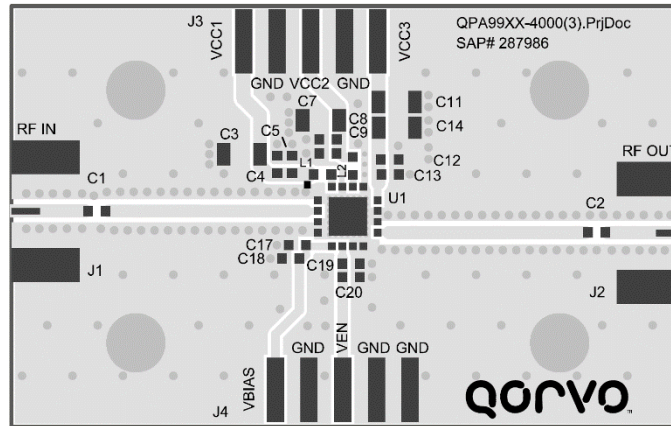 QPA99XX-4000(3).PrjDoc
SAP# 287986
J3
VCC1
GND
VCC2
GND
VCC3
C7
C11
C8
C14
C9
RF IN
C3
C5
L1
L2
C12
C13
RF OUT
C4
C1
U1
C2
C17
C18
C19
C20
J1
J2
VBIAS
GND
VEN
GND
GND
J4
QORVO
TM